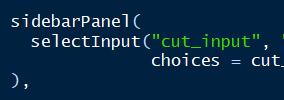 sidebarPanel(
selectInput("cut_input", "
choices = cut_
),